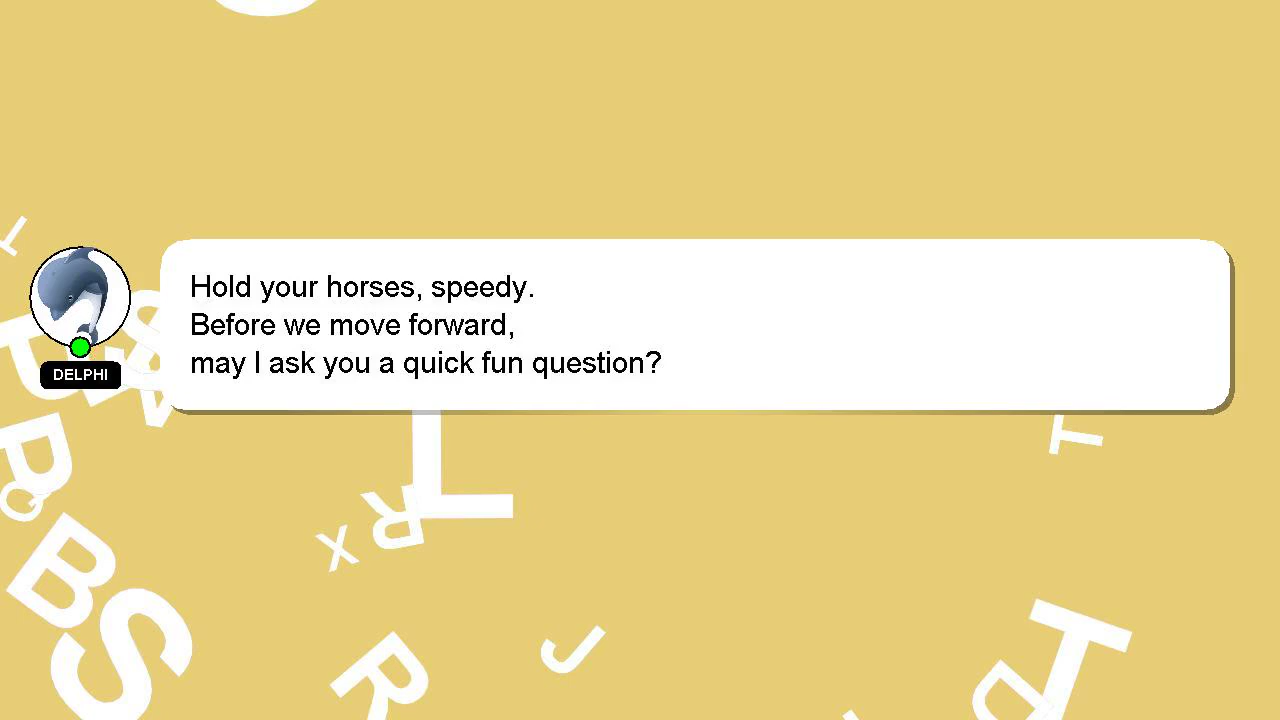 Hold your horses, speedy.
Before we move forward,
may I ask you a quick fun question?
DELPHI
T
S
B
R
Q
B
S
L
R
X
R
J
T
T
D